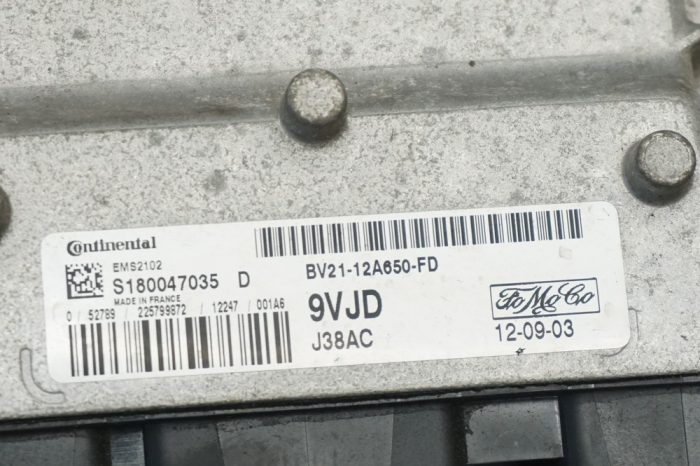 Continental
EMS2102
S180047035 D
MADE IN FRANCE
0 / 52789 / 225799872 / 12247 / 001A6
BV21-12A650-FD
9VJD
J38AC
FoMoCo
12-09-03